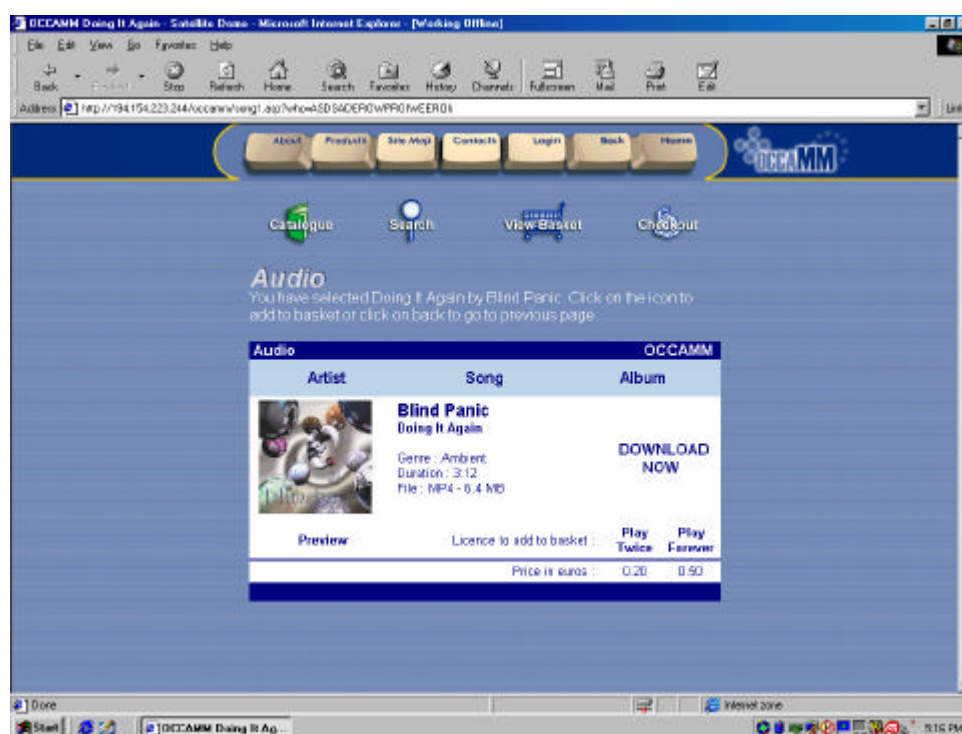 OCCAMM Doing It Again - Satellite Demo - Microsoft Internet Explorer - [Working Offline]
File Edit View Go Favorites Help
Back Stop Refresh Home Search Favorites History Channels Fullscreen Mail Print Edit
Address
About Products Site Map Contacts Login Back Home
OCCAMM
Catalogue Search View Basket Checkout
Audio
You have selected Doing It Again by Blind Panic. Click on the icon to
add to basket or click on back to go to previous page
Audio OCCAMM
Artist Song Album
Blind Panic
Doing It Again
Genre : Ambient
Duration : 3:12
File : MP4 - 6.4 MB
DOWNLOAD
NOW
Preview Licence to add to basket :
Play Twice
Play Forever
Price in euros : 0.20 0.50
Done Internet zone
Start OCCAMM Doing It Ag... 5:16 PM